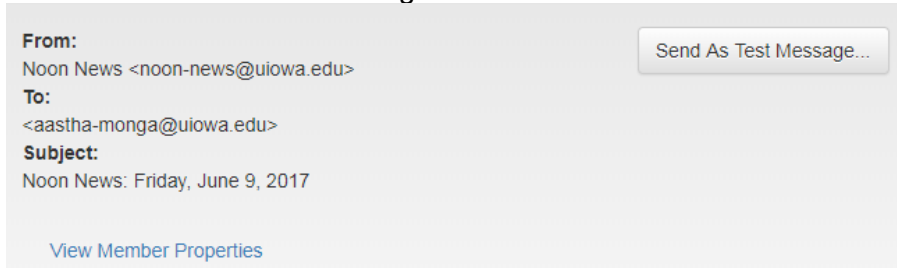 From:
Send As Test Message...
Noon News <noon-news@uiowa.edu>
To:
<aastha-monga@uiowa.edu>
Subject:
Noon News: Friday, June 9, 2017
View Member Properties